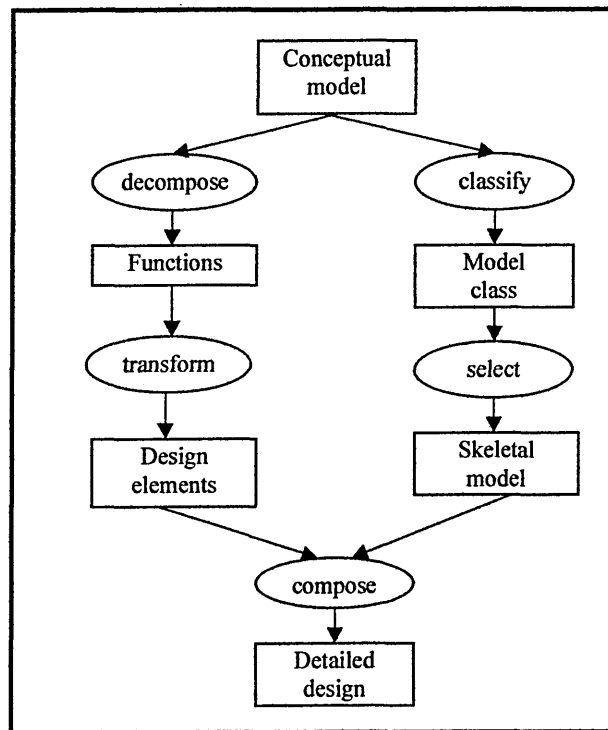 Conceptual
model
decompose
classify
Functions
Model
class
transform
select
Design
elements
Skeletal
model
compose
Detailed
design